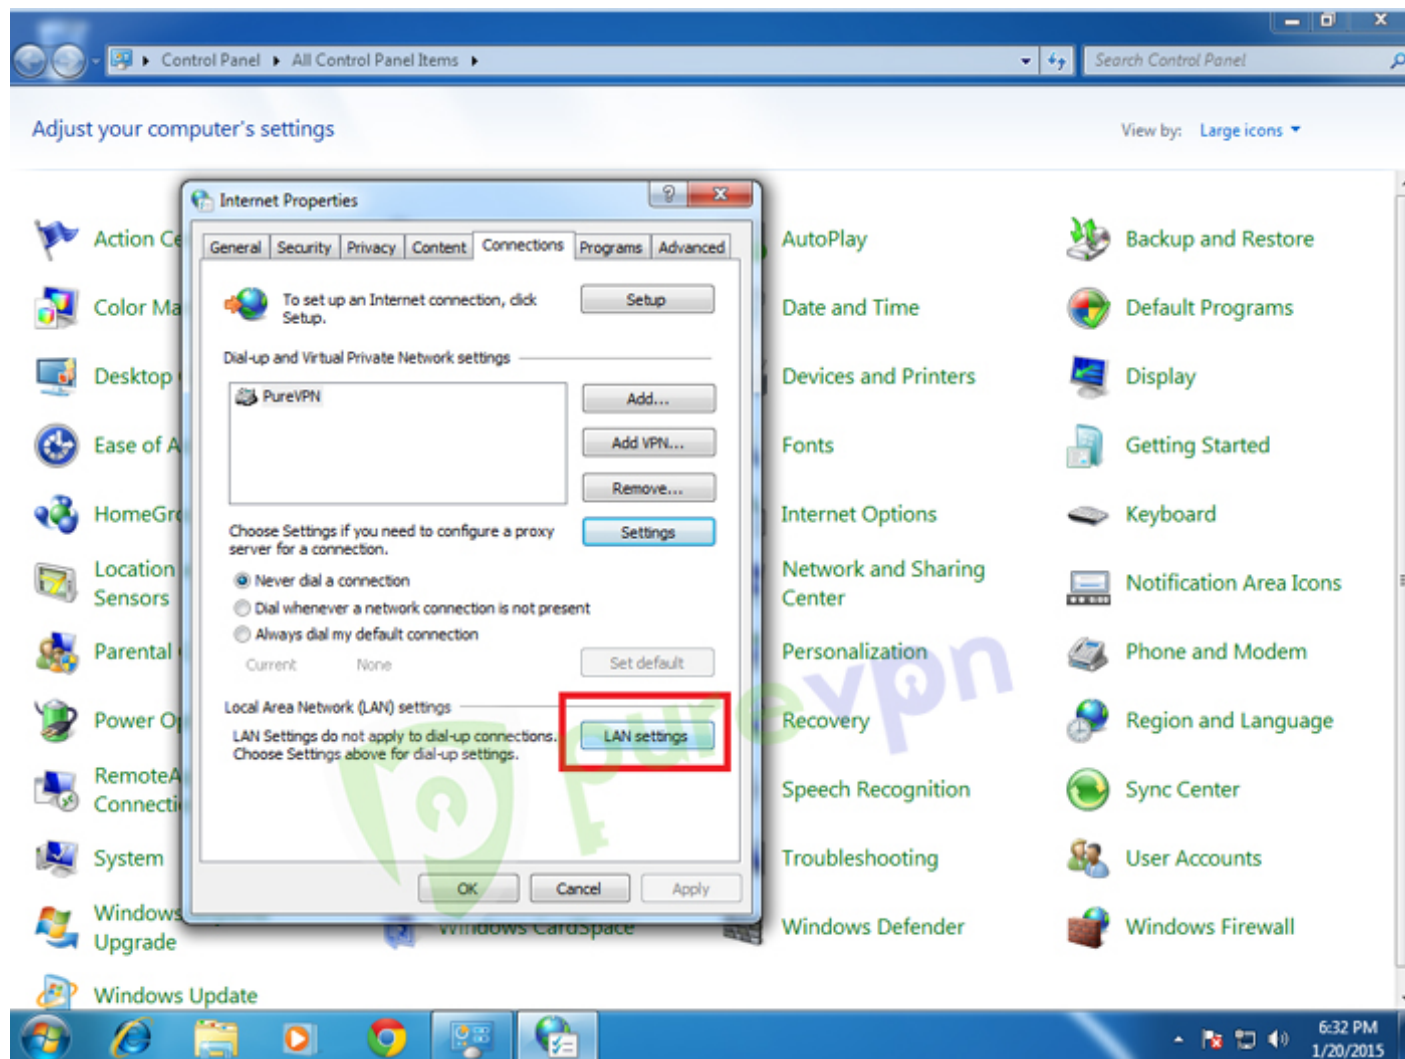 Control Panel
All Control Panel Items
Search Control Panel
Adjust your computer's settings
View by: Large icons
Internet Properties
General
Security
Privacy
Content
Connections
Programs
Advanced
To set up an Internet connection, click
Setup.
Setup
Dial-up and Virtual Private Network settings
PureVPN
Add...
Add VPN...
Remove...
Choose Settings if you need to configure a proxy
server for a connection.
Settings
Never dial a connection
Dial whenever a network connection is not present
Always dial my default connection
Current
None
Set default
Local Area Network (LAN) settings
LAN Settings do not apply to dial-up connections.
Choose Settings above for dial-up settings.
LAN settings
OK
Cancel
Apply
Action Ce
AutoPlay
Backup and Restore
Color Ma
Date and Time
Default Programs
Desktop
Devices and Printers
Display
Ease of A
Fonts
Getting Started
HomeGro
Internet Options
Keyboard
Location
Sensors
Network and Sharing
Center
Notification Area Icons
Parental
Personalization
Phone and Modem
Power Op
Recovery
Region and Language
RemoteA
Connecti
Speech Recognition
Sync Center
System
Troubleshooting
User Accounts
Windows
Upgrade
Windows CardSpace
Windows Defender
Windows Firewall
Windows Update
purevpn
6:32 PM
1/20/2015